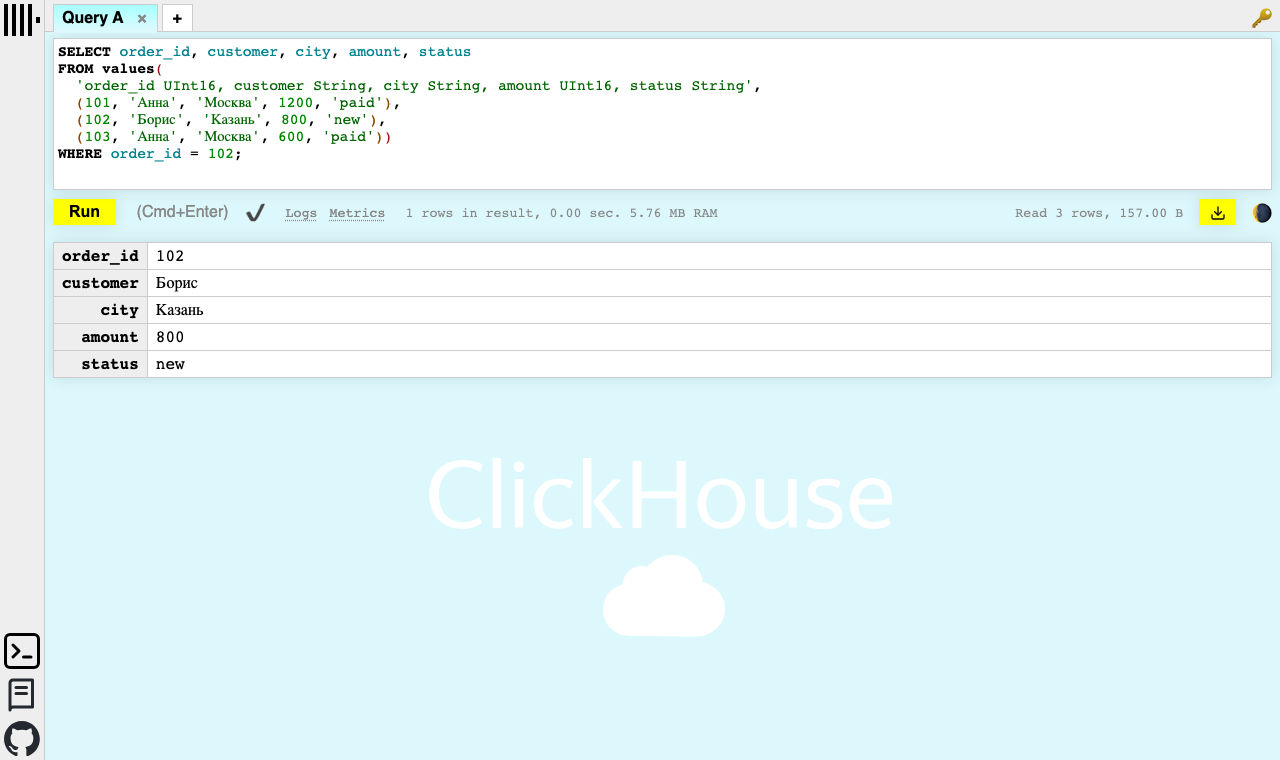 Query A × +
SELECT order_id, customer, city, amount, status
FROM values(
  'order_id UInt16, customer String, city String, amount UInt16, status String',
  (101, 'Анна', 'Москва', 1200, 'paid'),
  (102, 'Борис', 'Казань', 800, 'new'),
  (103, 'Анна', 'Москва', 600, 'paid'))
WHERE order_id = 102;
Run (Cmd+Enter) ✔ Logs Metrics 1 rows in result, 0.00 sec. 5.76 MB RAM Read 3 rows, 157.00 B
order_id 102
customer Борис
city Казань
amount 800
status new
ClickHouse